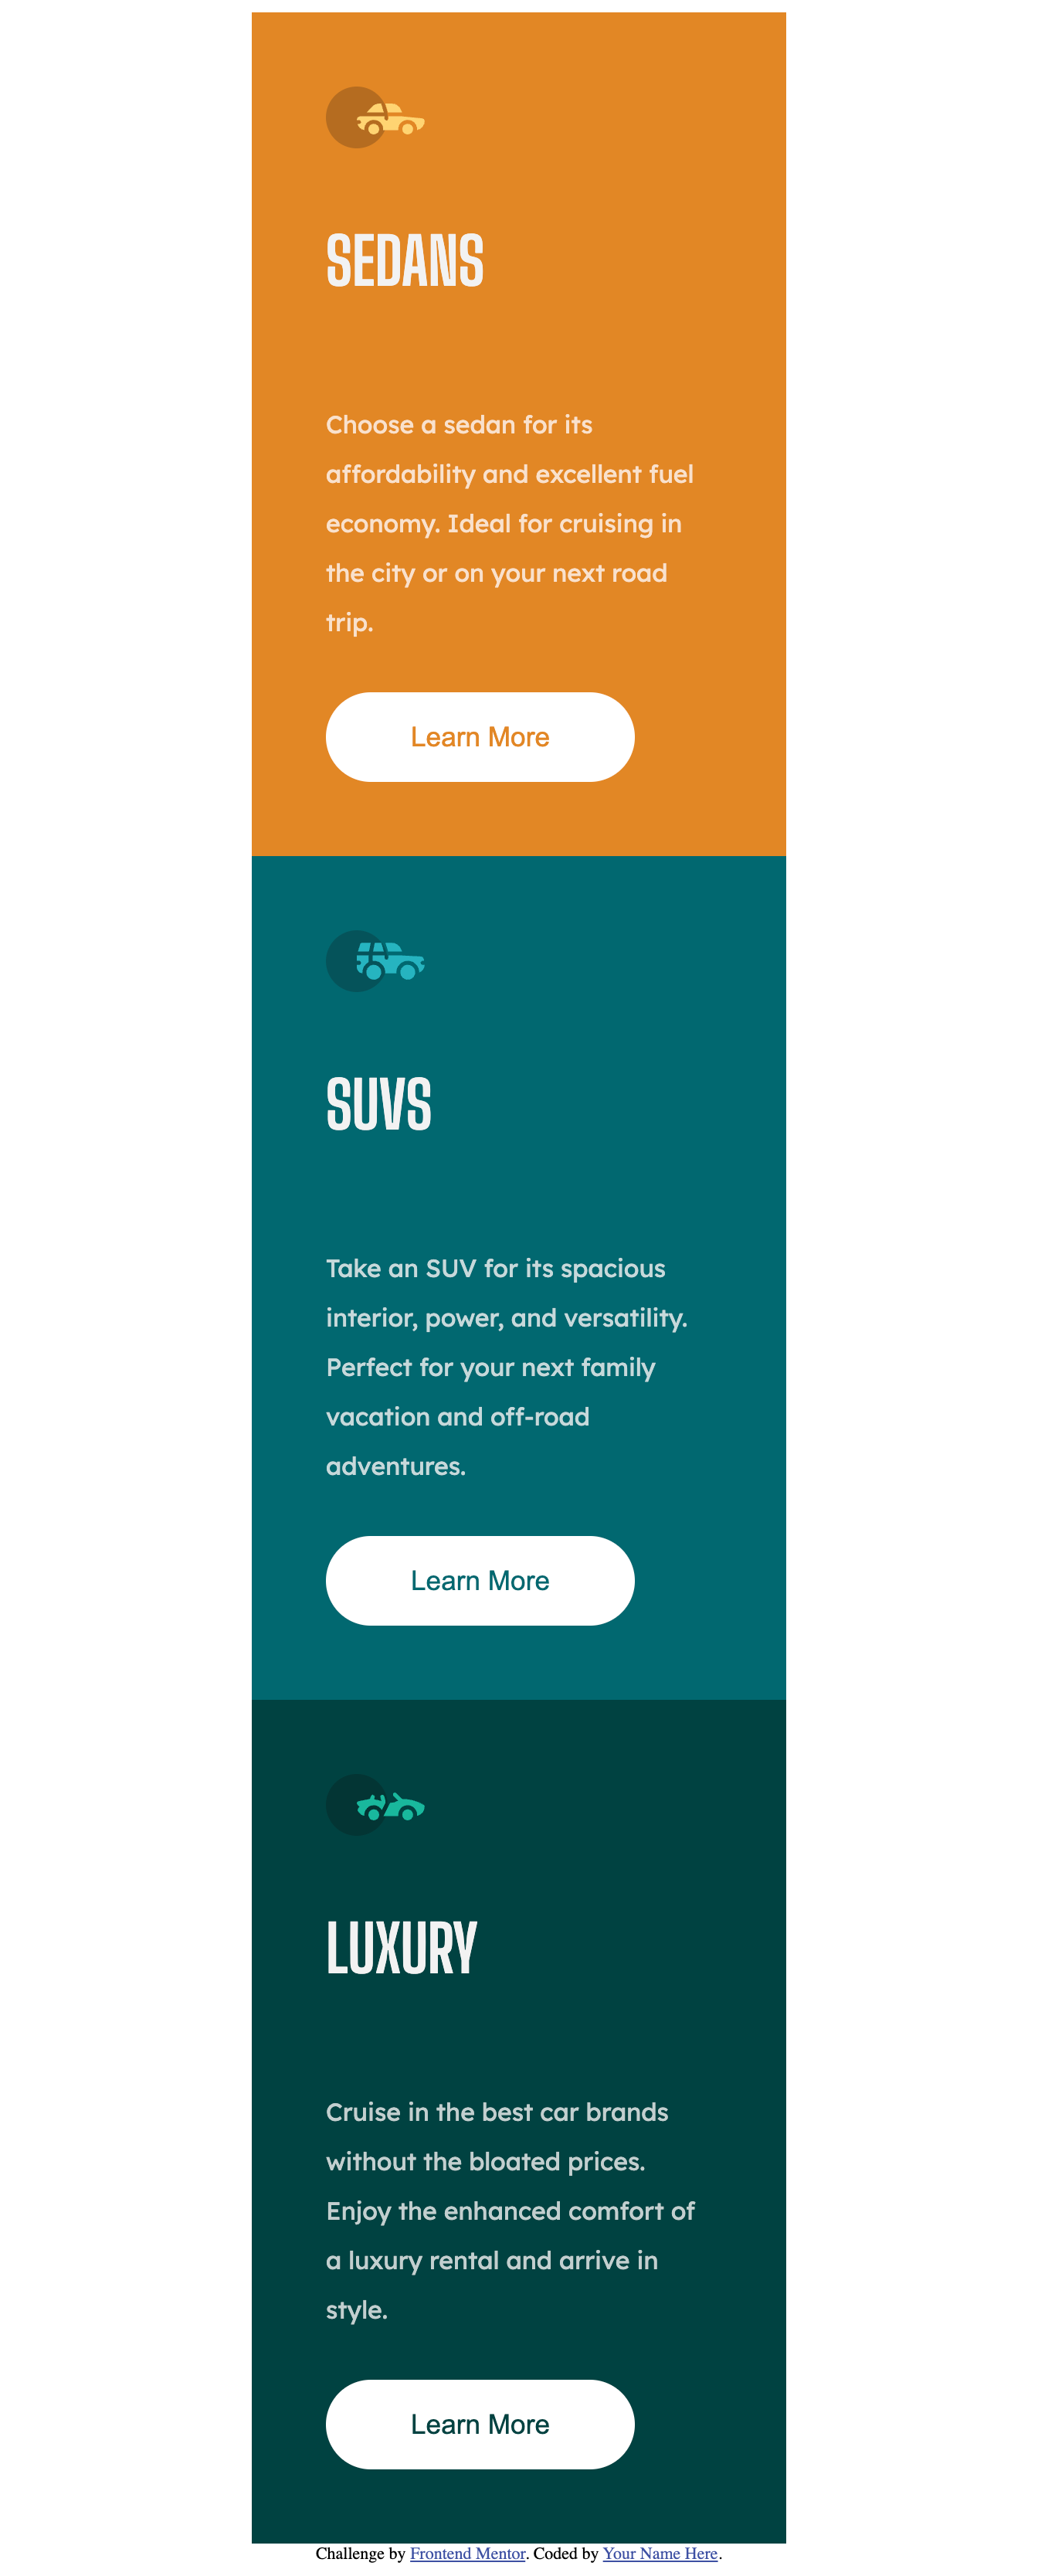 SEDANS
Choose a sedan for its
affordability and excellent fuel
economy. Ideal for cruising in
the city or on your next road
trip.
Learn More
SUVS
Take an SUV for its spacious
interior, power, and versatility.
Perfect for your next family
vacation and off-road
adventures.
Learn More
LUXURY
Cruise in the best car brands
without the bloated prices.
Enjoy the enhanced comfort of
a luxury rental and arrive in
style.
Learn More
Challenge by Frontend Mentor. Coded by Your Name Here.